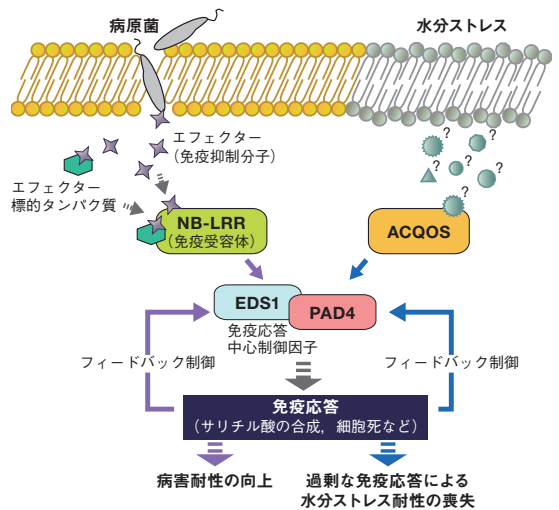 病原菌
水分ストレス
エフェクター
(免疫抑制分子)
エフェクター
標的タンパク質
?
?
?
?
?
?
NB-LRR
(免疫受容体)
ACQOS
EDS1
PAD4
免疫応答
中心制御因子
フィードバック制御
フィードバック制御
免疫応答
(サリチル酸の合成,細胞死など)
病害耐性の向上
過剰な免疫応答による
水分ストレス耐性の喪失